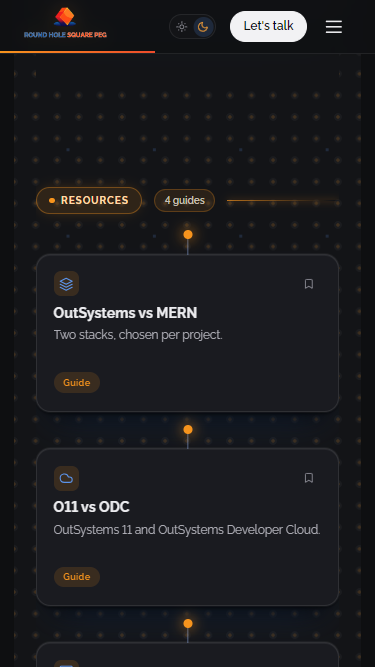 ROUND HOLE SQUARE PEG
Let's talk
RESOURCES
4 guides
OutSystems vs MERN
Two stacks, chosen per project.
Guide
O11 vs ODC
OutSystems 11 and OutSystems Developer Cloud.
Guide